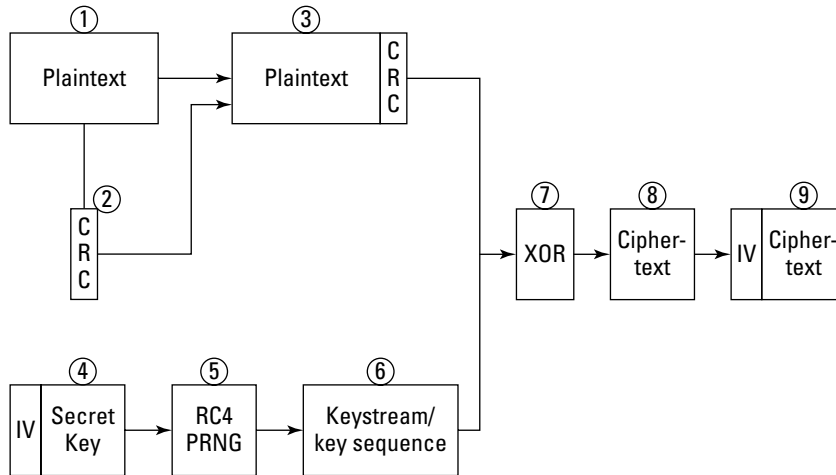 1
Plaintext
3
Plaintext
C
R
C
2
C
R
C
7
XOR
8
Cipher-
text
9
IV
Cipher-
text
4
IV
Secret
Key
5
RC4
PRNG
6
Keystream/
key sequence